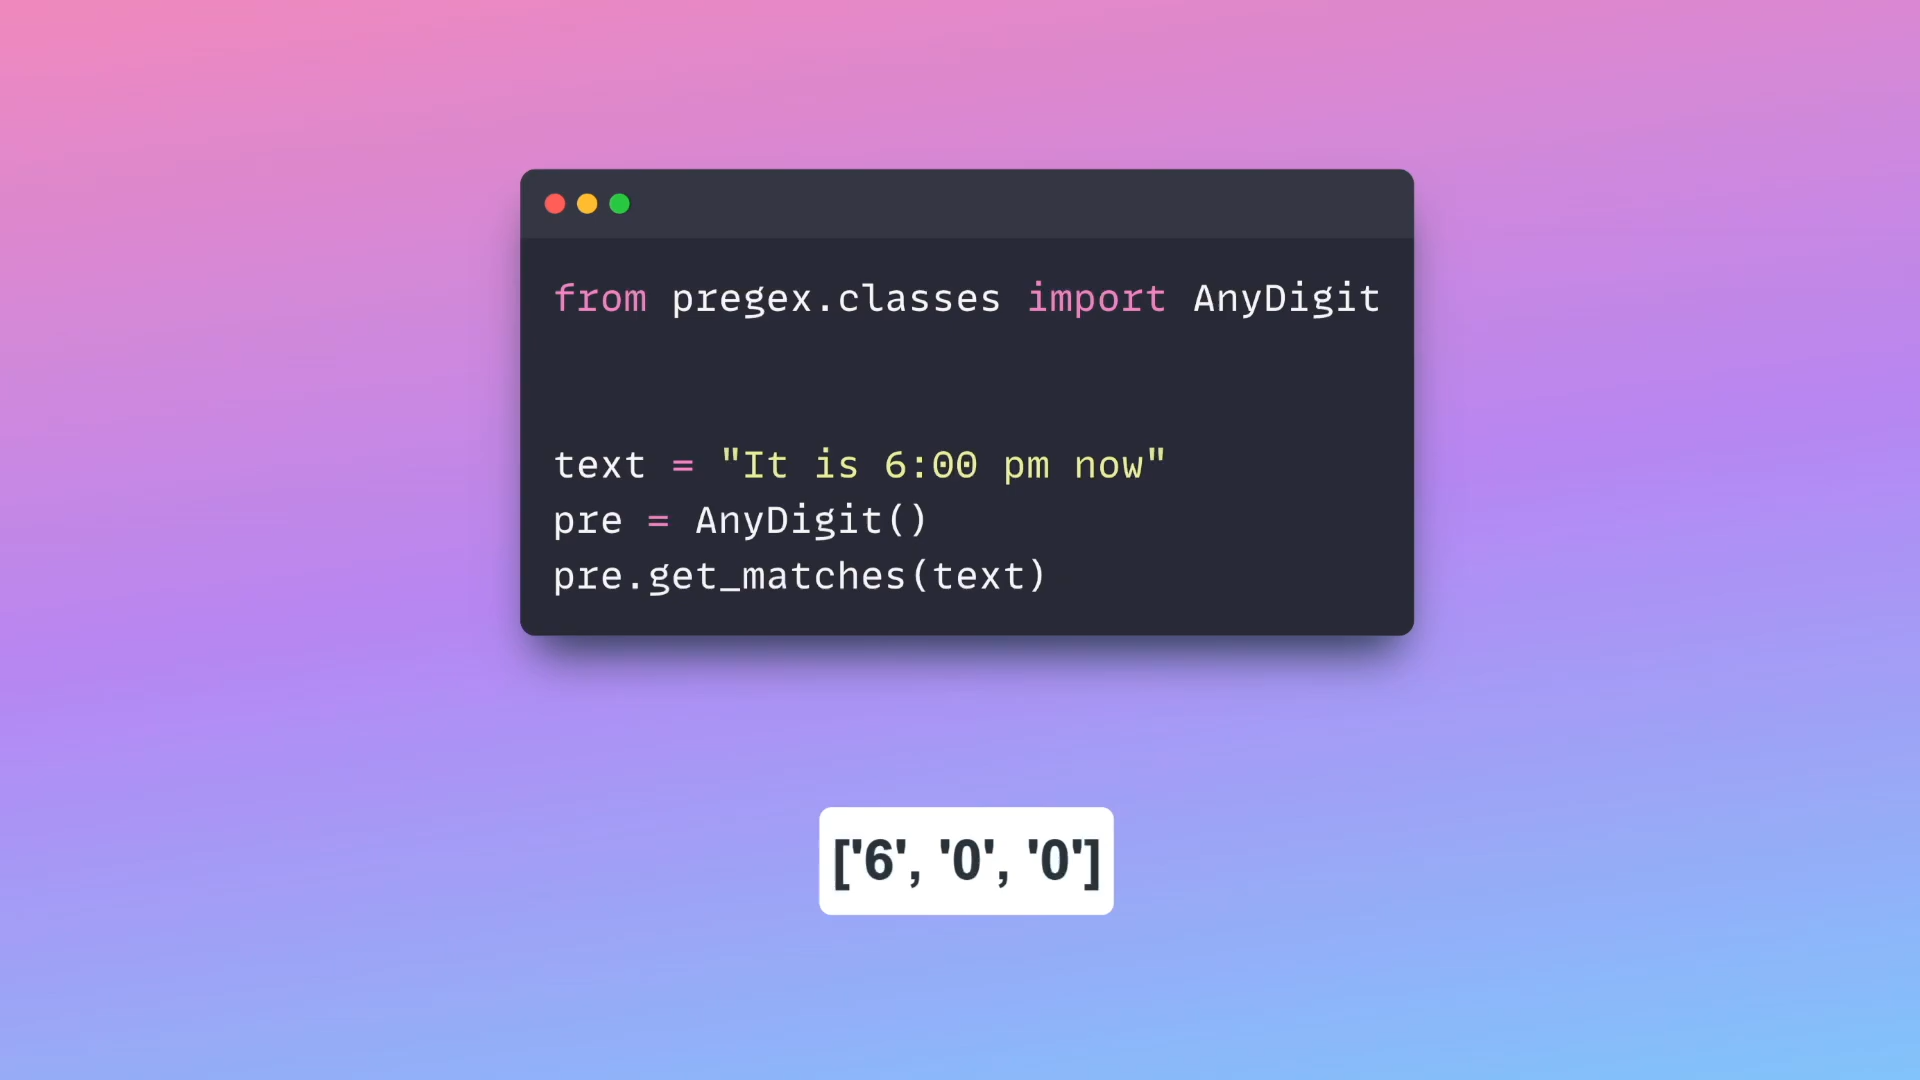 from pregex.classes import AnyDigit
text = "It is 6:00 pm now"
pre = AnyDigit()
pre.get_matches(text)
['6', '0', '0']